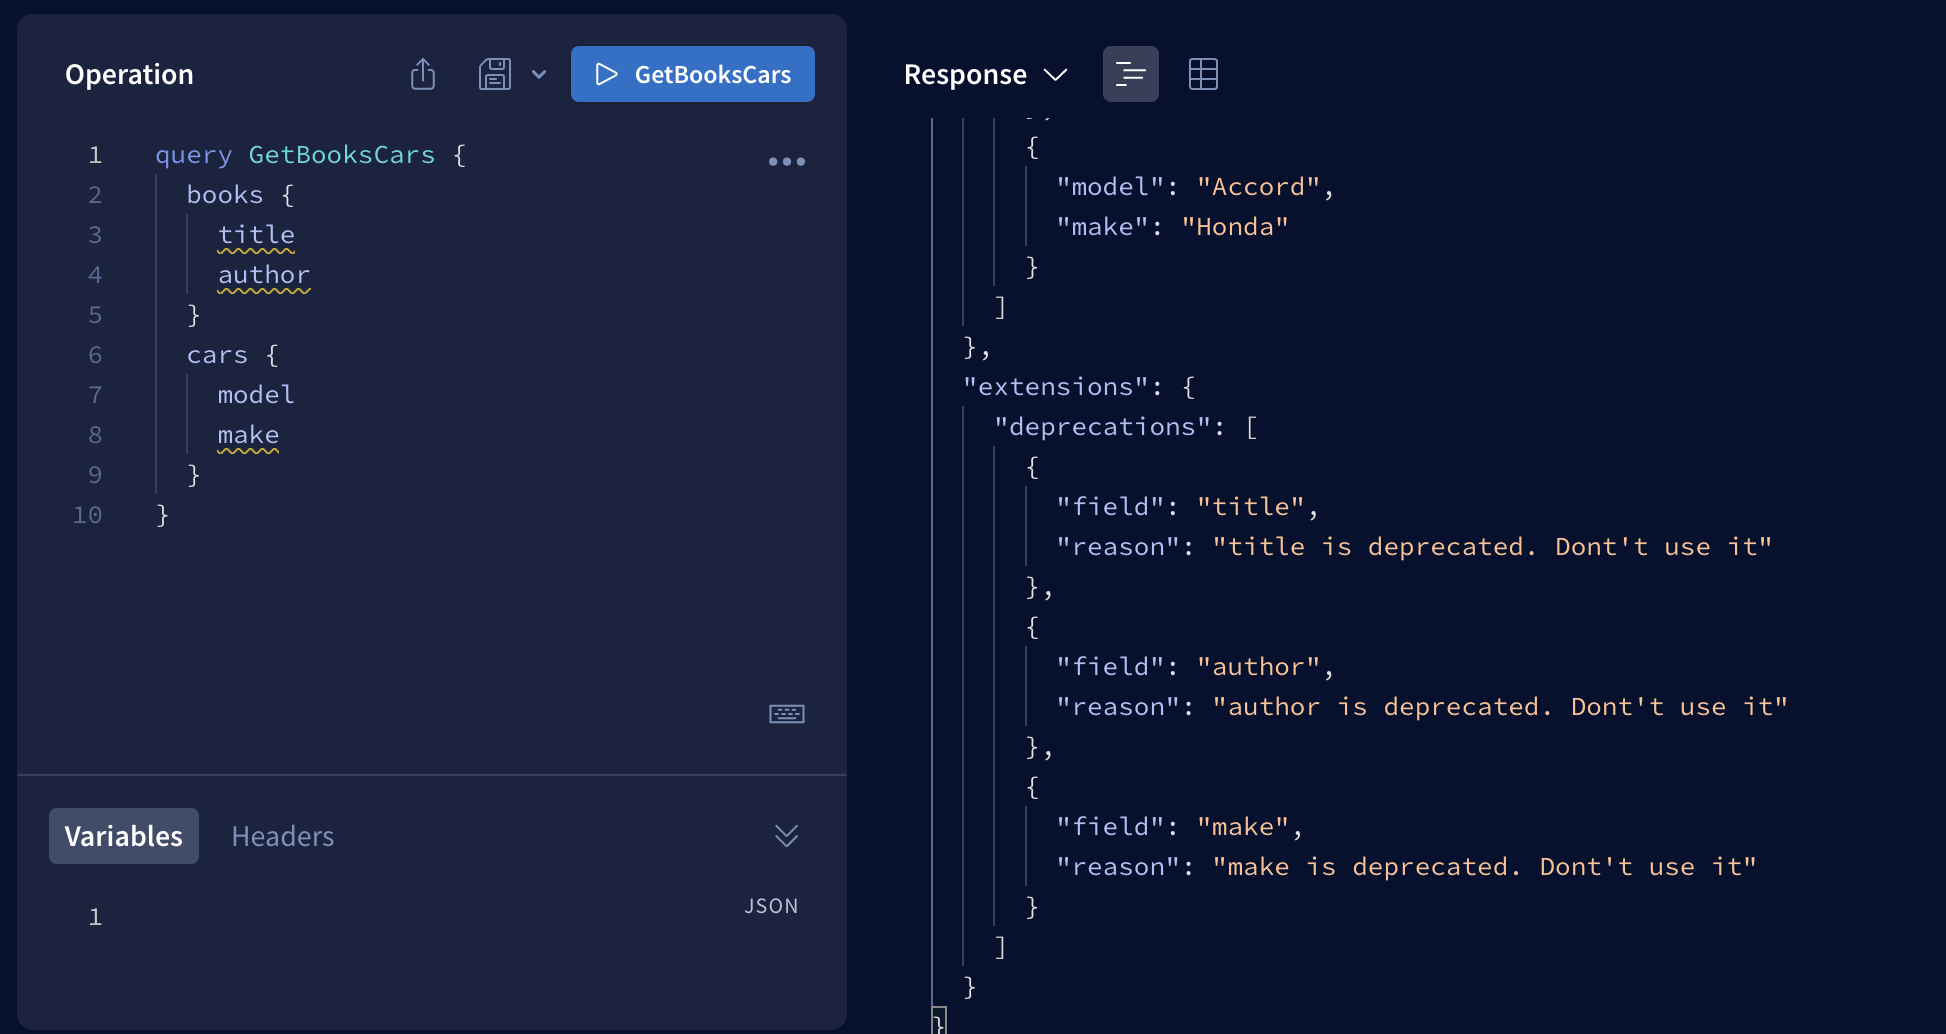 Operation
GetBooksCars
1 query GetBooksCars {
2 books {
3 title
4 author
5 }
6 cars {
7 model
8 make
9 }
10 }
Variables Headers
JSON
1
Response
{
"model": "Accord",
"make": "Honda"
}
]
},
"extensions": {
"deprecations": [
{
"field": "title",
"reason": "title is deprecated. Dont't use it"
},
{
"field": "author",
"reason": "author is deprecated. Dont't use it"
},
{
"field": "make",
"reason": "make is deprecated. Dont't use it"
}
]
}
}